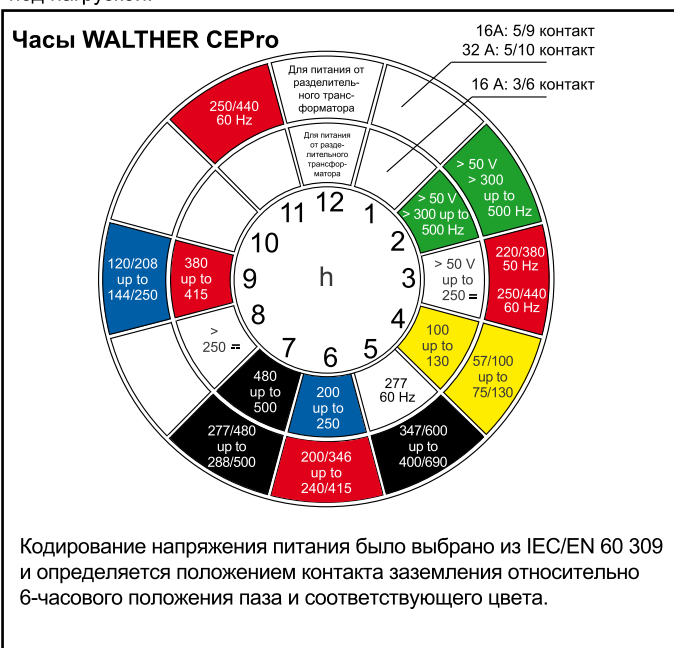 Часы WALTHER CEPro
16А: 5/9 контакт
32 А: 5/10 контакт
16 А: 3/6 контакт
Для питания от
разделитель-
ного транс-
форматора
Для питания
от разде-
лительного
трансфор-
матора
250/440
60 Hz
> 50 V
> 300
up to
500 Hz
> 50 V
> 300 up to
500 Hz
220/380
50 Hz
250/440
60 Hz
> 50 V
up to
250 =
120/208
up to
144/250
380
up to
415
12
1
2
3
4
5
6
7
8
9
10
11
h
100
up to
130
57/100
up to
75/130
>
250 =
480
up to
500
200
up to
250
277
60 Hz
277/480
up to
288/500
200/346
up to
240/415
347/600
up to
400/690
Кодирование напряжения питания было выбрано из IEC/EN 60 309
и определяется положением контакта заземления относительно
6-часового положения паза и соответствующего цвета.